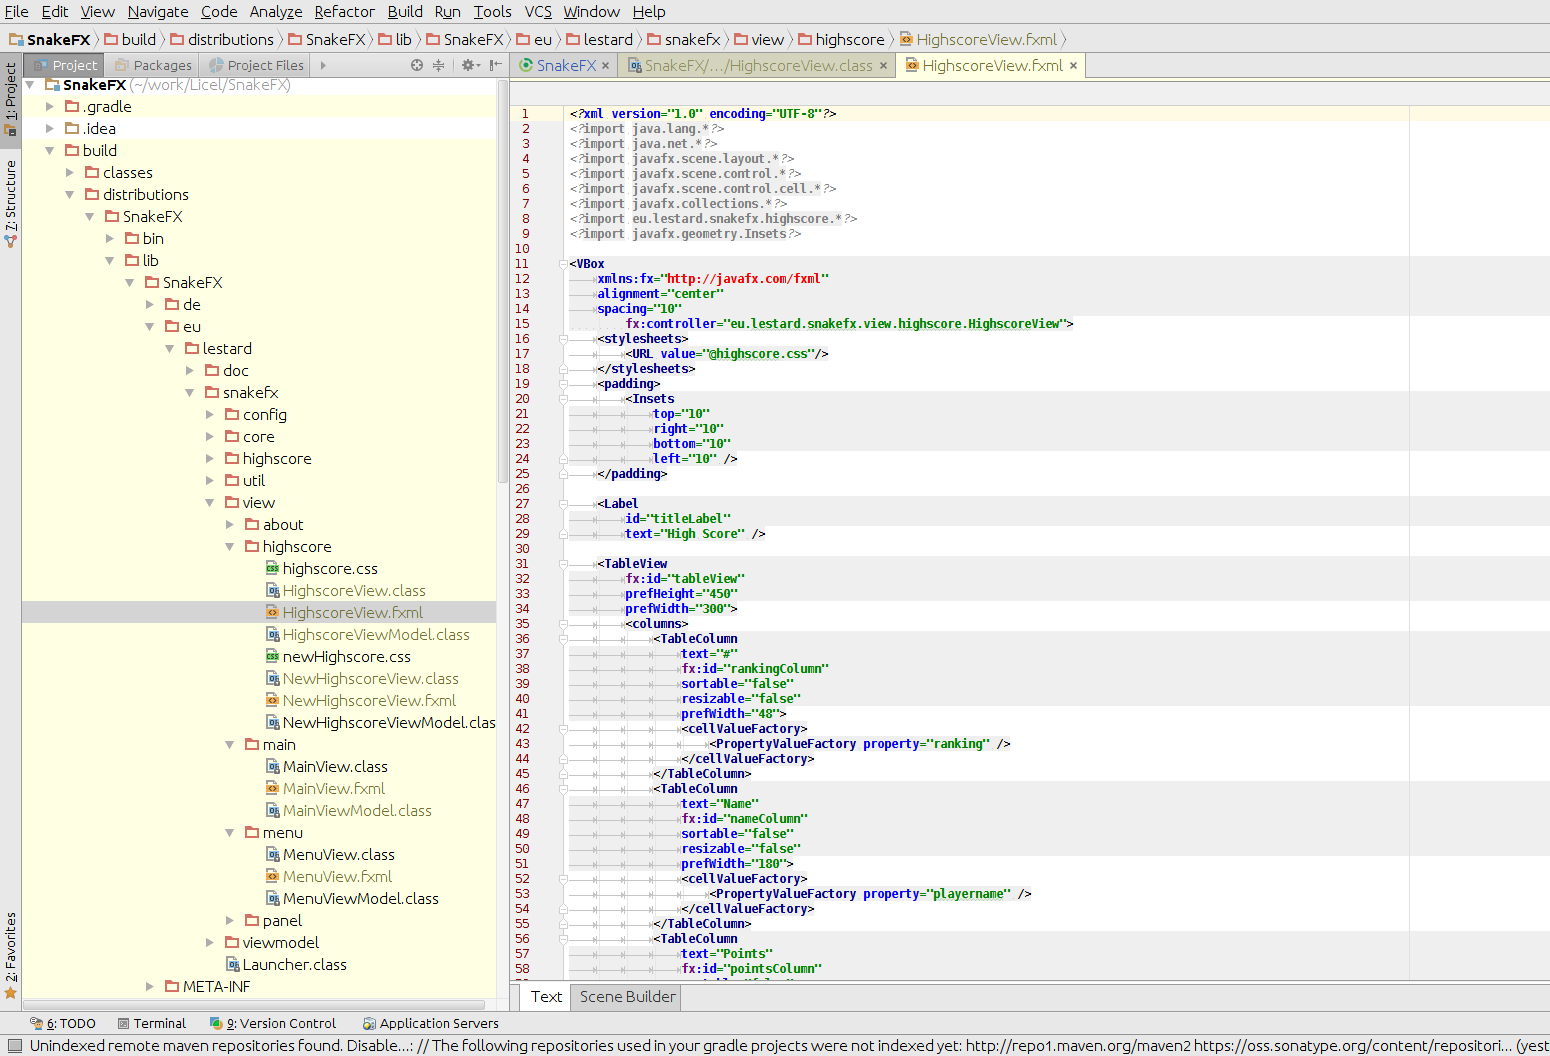 File Edit View Navigate Code Analyze Refactor Build Run Tools VCS Window Help
SnakeFX build distributions SnakeFX lib SnakeFX eu lestard snakefx view highscore HighscoreView.fxml
1: Project
7: Structure
2: Favorites
Project Packages Project Files
SnakeFX (~/work/Licel/SnakeFX)
.gradle
.idea
build
classes
distributions
SnakeFX
bin
lib
SnakeFX
de
eu
lestard
doc
snakefx
config
core
highscore
util
view
about
highscore
highscore.css
HighscoreView.class
HighscoreView.fxml
HighscoreViewModel.class
newHighscore.css
NewHighscoreView.class
NewHighscoreView.fxml
NewHighscoreViewModel.clas
main
MainView.class
MainView.fxml
MainViewModel.class
menu
MenuView.class
MenuView.fxml
MenuViewModel.class
panel
viewmodel
Launcher.class
META-INF
SnakeFX × SnakeFX/.../HighscoreView.class × HighscoreView.fxml ×
1 <?xml version="1.0" encoding="UTF-8"?>
2 <?import java.lang.*?>
3 <?import java.net.*?>
4 <?import javafx.scene.layout.*?>
5 <?import javafx.scene.control.*?>
6 <?import javafx.scene.control.cell.*?>
7 <?import javafx.collections.*?>
8 <?import eu.lestard.snakefx.highscore.*?>
9 <?import javafx.geometry.Insets?>
10
11 <VBox
12 xmlns:fx="http://javafx.com/fxml"
13 alignment="center"
14 spacing="10"
15 fx:controller="eu.lestard.snakefx.view.highscore.HighscoreView">
16 <stylesheets>
17 <URL value="@highscore.css"/>
18 </stylesheets>
19 <padding>
20 <Insets
21 top="10"
22 right="10"
23 bottom="10"
24 left="10" />
25 </padding>
26
27 <Label
28 id="titleLabel"
29 text="High Score" />
30
31 <TableView
32 fx:id="tableView"
33 prefHeight="450"
34 prefWidth="300">
35 <columns>
36 <TableColumn
37 text="#"
38 fx:id="rankingColumn"
39 sortable="false"
40 resizable="false"
41 prefWidth="48">
42 <cellValueFactory>
43 <PropertyValueFactory property="ranking" />
44 </cellValueFactory>
45 </TableColumn>
46 <TableColumn
47 text="Name"
48 fx:id="nameColumn"
49 sortable="false"
50 resizable="false"
51 prefWidth="180">
52 <cellValueFactory>
53 <PropertyValueFactory property="playername" />
54 </cellValueFactory>
55 </TableColumn>
56 <TableColumn
57 text="Points"
58 fx:id="pointsColumn"
Text Scene Builder
6: TODO Terminal 9: Version Control Application Servers
Unindexed remote maven repositories found. Disable...: // The following repositories used in your gradle projects were not indexed yet: http://repo1.maven.org/maven2 https://oss.sonatype.org/content/repositori... (yest